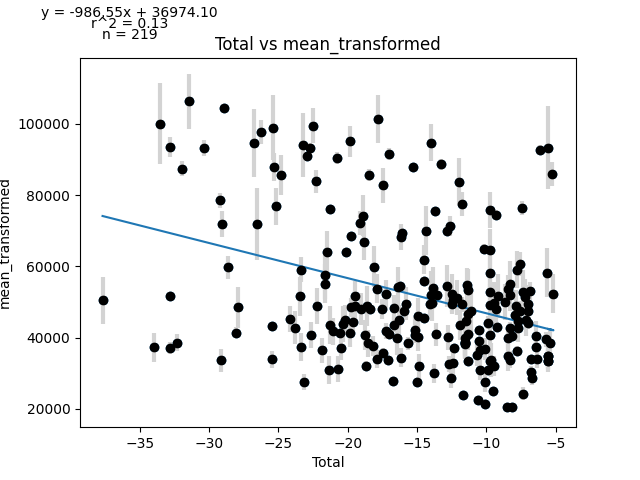 y = -986.55x + 36974.10
r^2 = 0.13
n = 219
Total vs mean_transformed
mean_transformed
100000
80000
60000
40000
20000
−35
−30
−25
−20
−15
−10
−5
Total